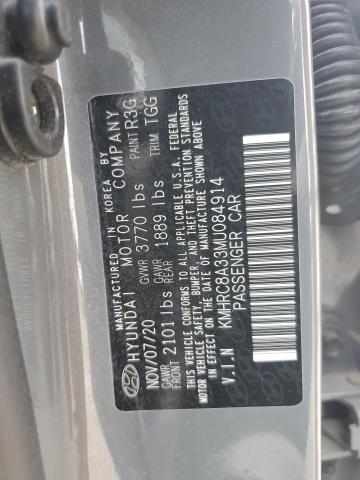 MANUFACTURED IN KOREA BY
HYUNDAI MOTOR COMPANY
NOV/07/20 GVWR 3770 lbs PAINT R3G
GAWR FRONT 2101 lbs GAWR REAR 1889 lbs TRIM TGG
THIS VEHICLE CONFORMS TO ALL APPLICABLE U.S.A. FEDERAL
MOTOR VEHICLE SAFETY, BUMPER, AND THEFT PREVENTION STANDARDS
IN EFFECT ON THE DATE OF MANUFACTURE SHOWN ABOVE
V.I.N KMHRC8A33MU084914
PASSENGER CAR